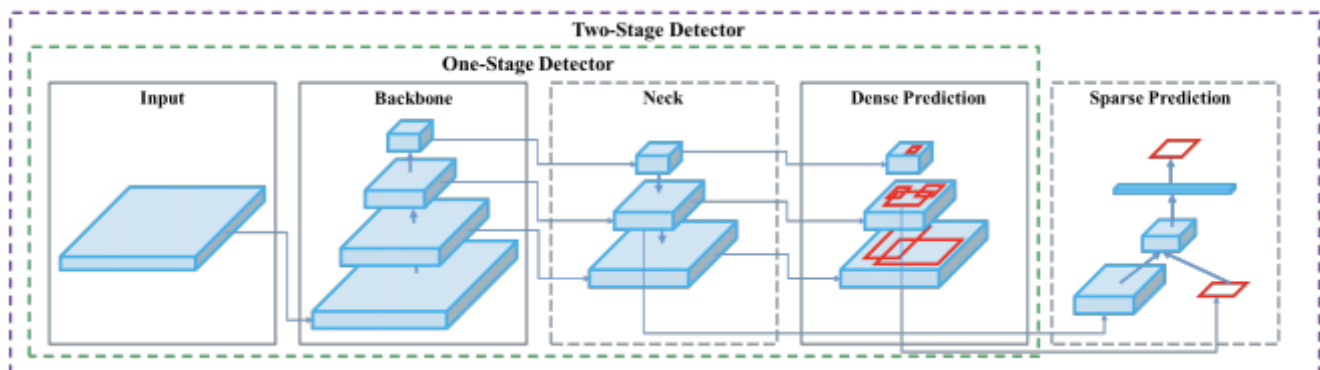 Two-Stage Detector
One-Stage Detector
Input
Backbone
Neck
Dense Prediction
Sparse Prediction